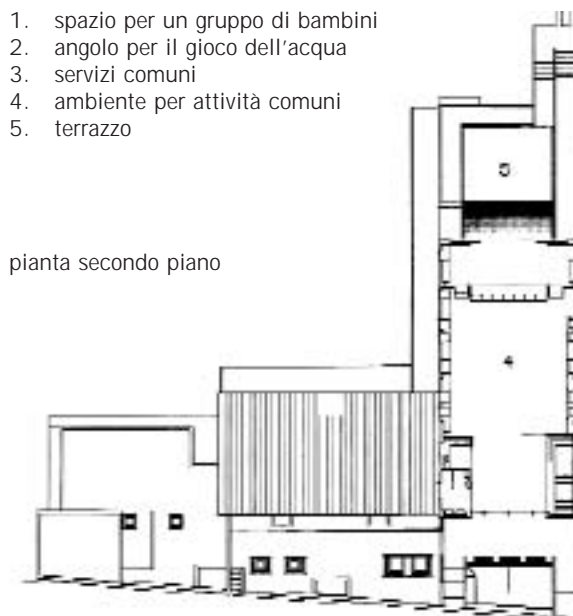 1. spazio per un gruppo di bambini
2. angolo per il gioco dell'acqua
3. servizi comuni
4. ambiente per attività comuni
5. terrazzo
5
pianta secondo piano
4
3